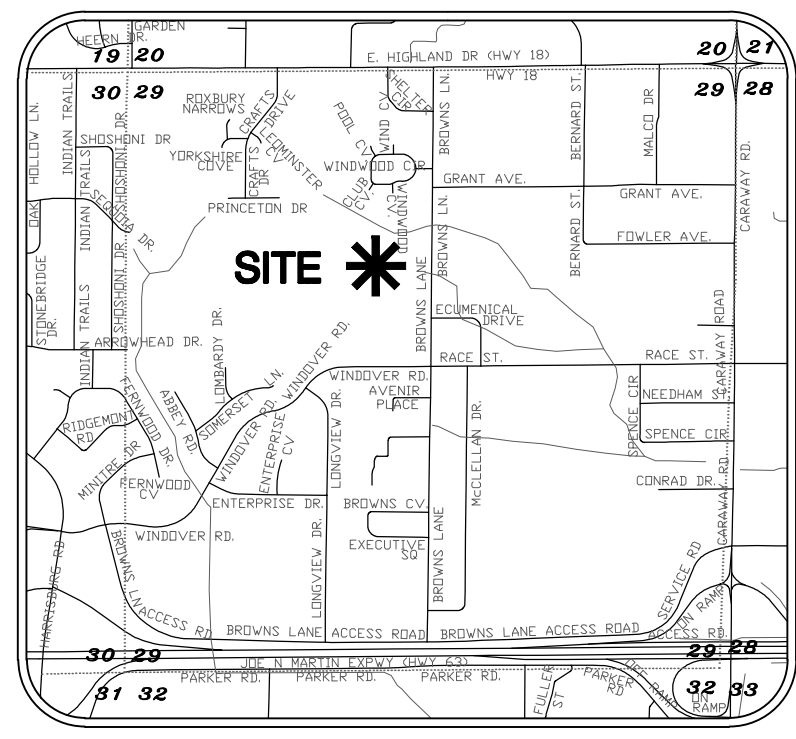 GARDEN
HEERN DR.
19 20
20 21
E. HIGHLAND DR (HWY 18)
HWY 18
30 29
29 28
HOLLOW LN.
INDIAN TRAILS
SHOSHONI DR
SHOSHONI DR.
ROXBURY
NARROWS
CRAFTS
DRIVE
SHELTER
CIR
POOL CV.
WIND CV.
BROWNS LN.
BERNARD ST.
MALCO DR
CARAWAY RD.
LEDMINSTER
CV
YORKSHIRE
COVE
CRAFTS
DR
WINDWOOD CIR.
CLUB
CV.
CV.
WINDWOOD
GRANT AVE.
GRANT AVE.
PRINCETON DR
OAK
INDIAN TRAILS
SEQUOIA DR.
BROWNS LN.
BERNARD ST.
FOWLER AVE.
SITE
STONEBRIDGE
DR.
INDIAN TRAILS
SHOSHONI DR.
BROWNS LANE
ECUMENICAL
DRIVE
CARAWAY ROAD
LOMBARDY DR.
ARROWHEAD DR.
WINDOVER RD.
RACE ST.
RACE ST.
WINDOVER RD.
AVENIR
PLACE
FERNWOOD DR.
ABBEY RD.
SOMERSET LN.
RIDGEMONT
RD
WINDOVER RD.
ENTERPRISE
CV
LONGVIEW DR.
McCLELLAN DR.
SPENCE CIR
NEEDHAM ST.
SPENCE CIR
MINITRE DR
FERNWOOD
CV
CONRAD DR.
CARAWAY RD
ENTERPRISE DR.
BROWNS CV.
WINDOVER RD.
EXECUTIVE
SQ
LONGVIEW DR.
BROWNS LANE
HARRISBURG RD
BROWNS LN
SERVICE RD
ON RAMP
ACCESS RD
BROWNS LANE ACCESS ROAD
BROWNS LANE ACCESS ROAD
ACCESS RD.
30 29
29 28
JOE N MARTIN EXPWY (HWY 63)
PARKER RD.
PARKER RD.
PARKER RD.
FULLER
ST
PARKER
RD
OFF RAMP
31 32
32 33
ON
RAMP